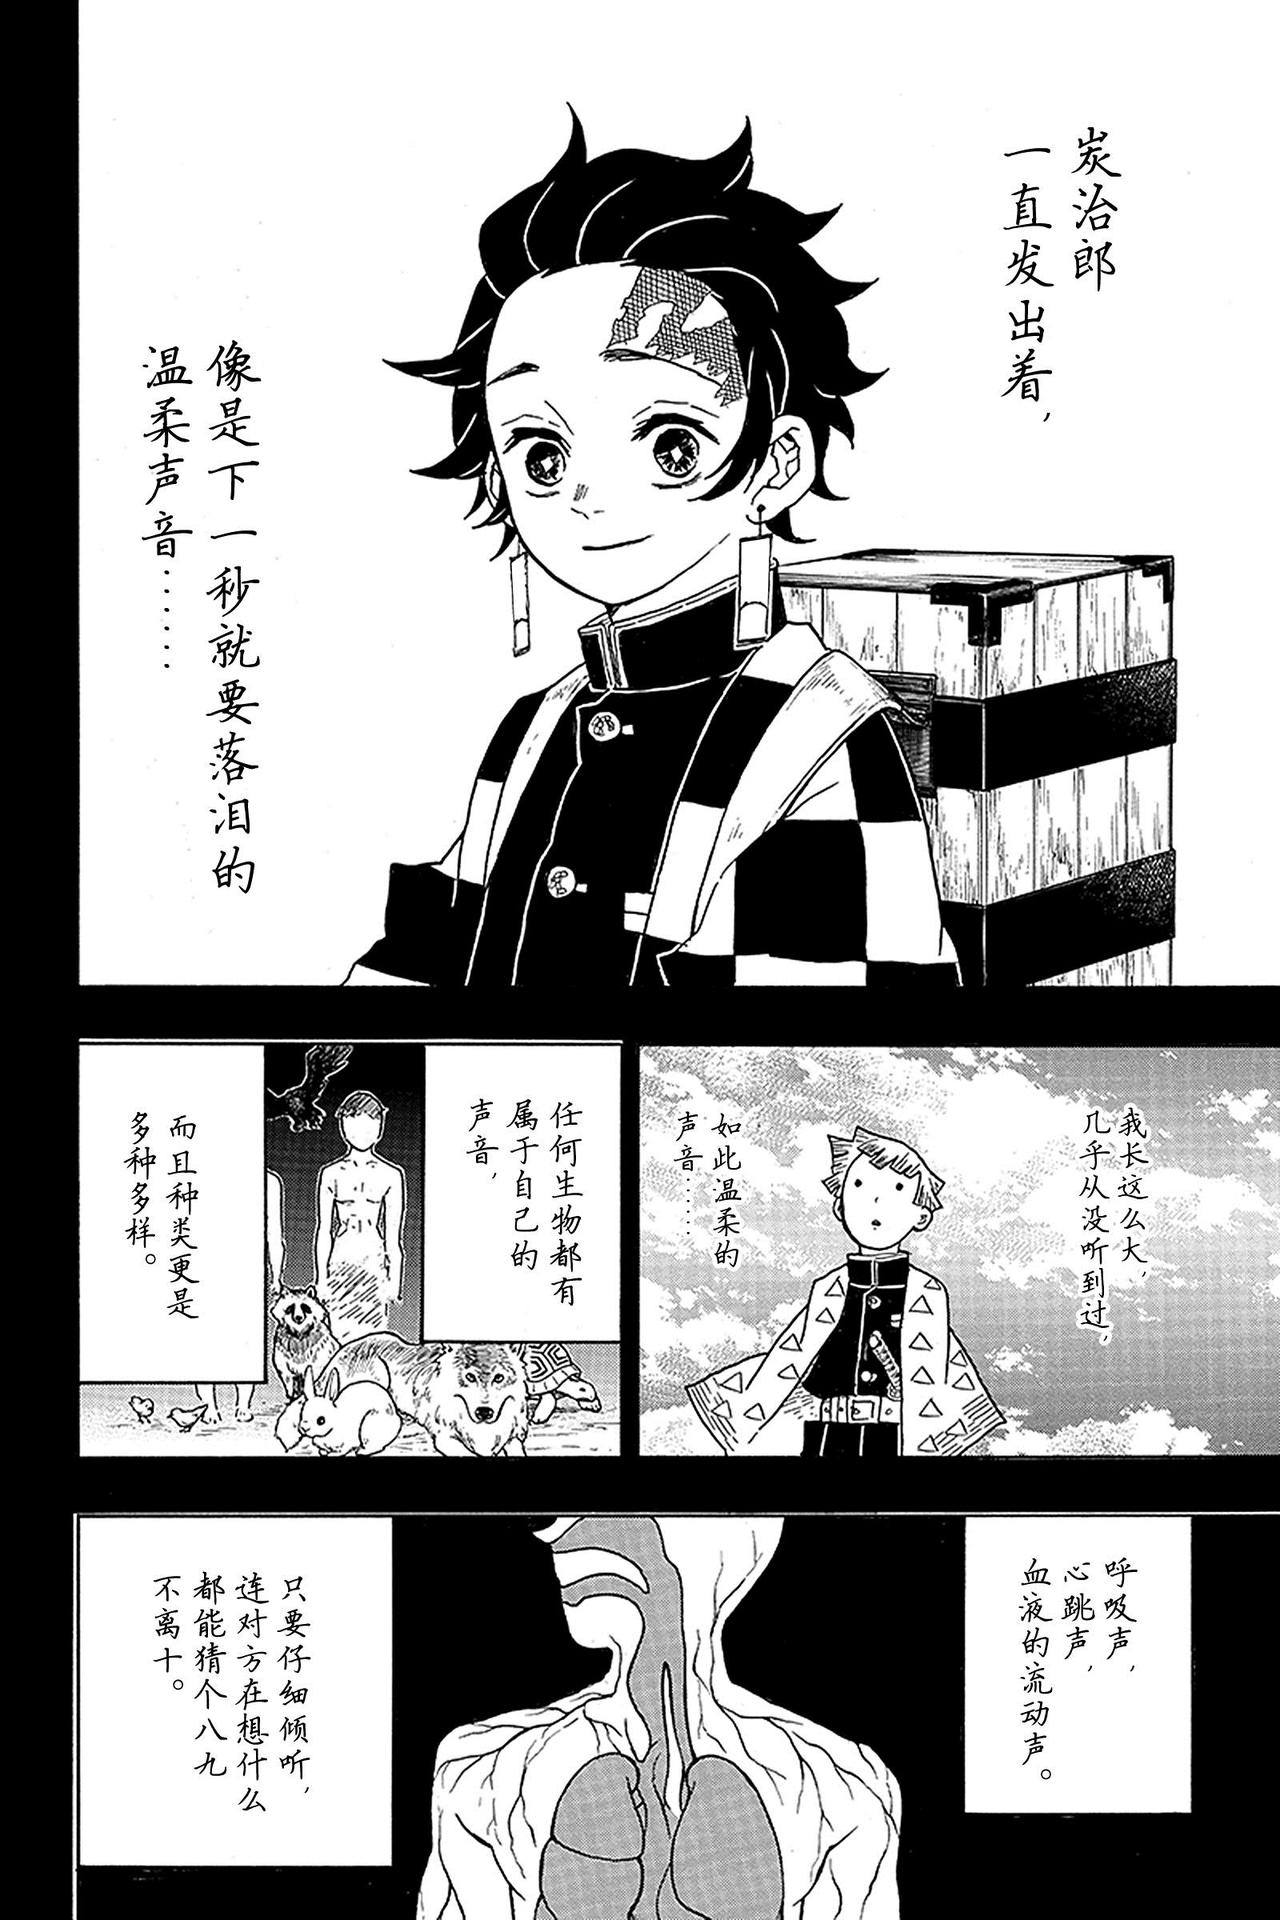 炭治郎
一直发出着，
像是下一秒就要落泪的
温柔声音……
我长这么大，
几乎从没听到过，
如此温柔的
声音……
任何生物都有
属于自己的
声音，
而且种类更是
多种多样。
呼吸声，
心跳声，
血液的流动声。
只要仔细倾听，
连对方在想什么
都能猜个八九
不离十。